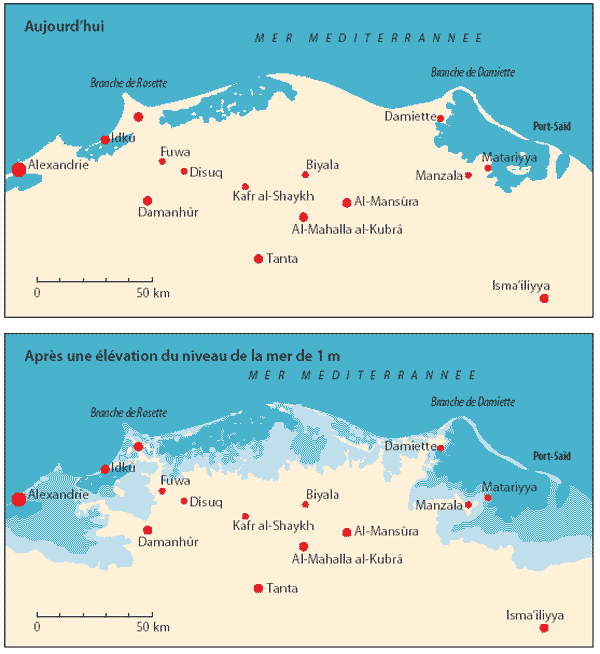 Aujourd'hui
MER MEDITERRANNEE
Branche de Rosette
Branche de Damiette
Damiette
Port-Saïd
Idkû
Fuwa
Alexandrie
Disuq
Biyala
Matariyya
Manzala
Kafr al-Shaykh
Damanhûr
Al-Mansûra
Al-Mahalla al-Kubrâ
Tanta
Isma'iliyya
0 50 km
Après une élévation du niveau de la mer de 1 m
MER MEDITERRANNEE
Branche de Rosette
Branche de Damiette
Damiette
Port-Saïd
Idkû
Fuwa
Alexandrie
Disuq
Biyala
Matariyya
Manzala
Kafr al-Shaykh
Damanhûr
Al-Mansûra
Al-Mahalla al-Kubrâ
Tanta
Isma'iliyya
0 50 km